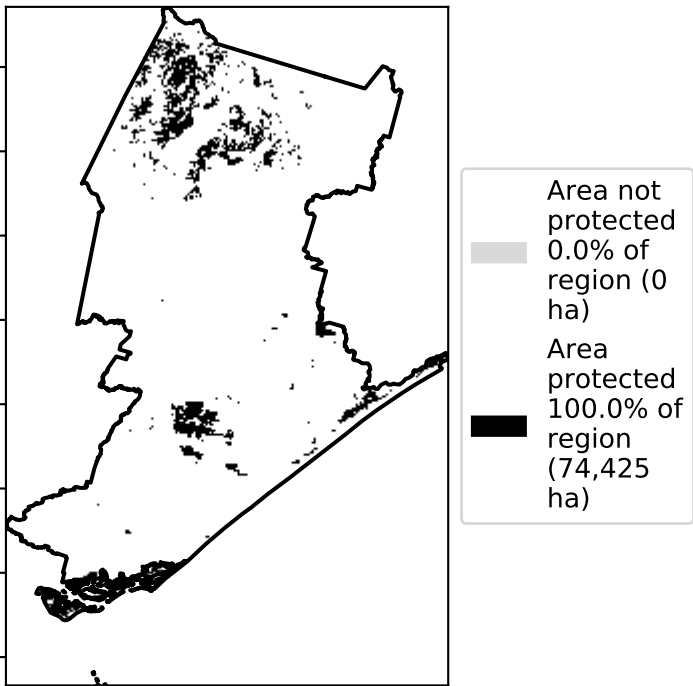 Area not
protected
0.0% of
region (0
ha)
Area
protected
100.0% of
region
(74,425
ha)